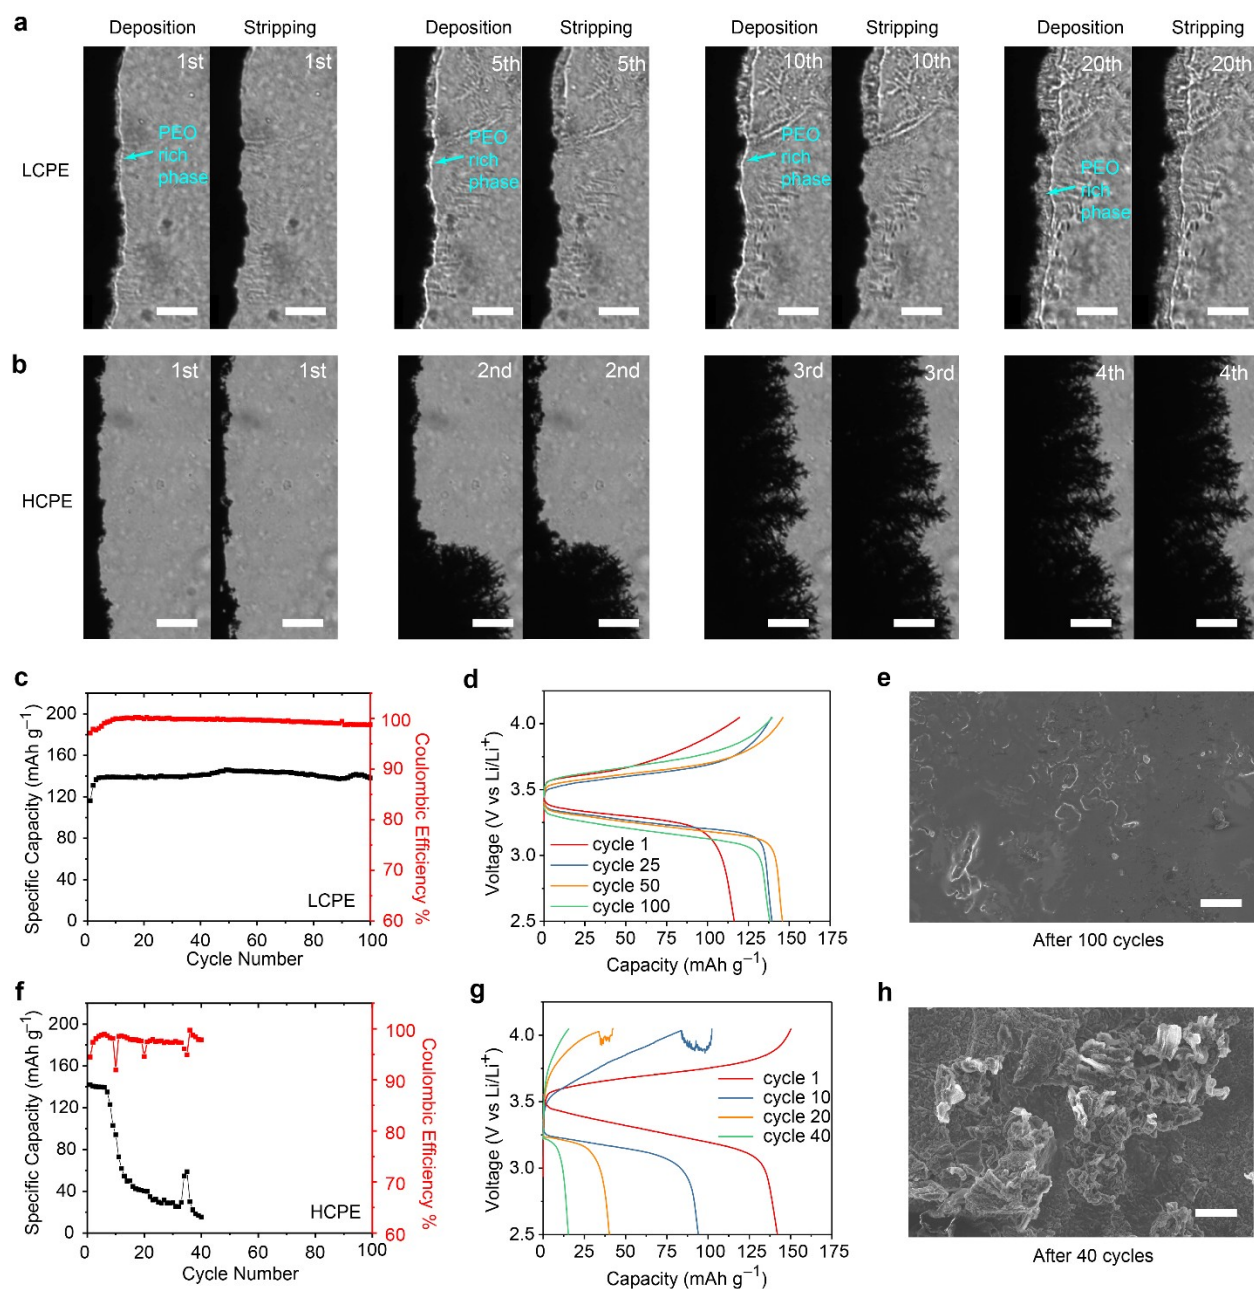 a
Deposition Stripping Deposition Stripping Deposition Stripping Deposition Stripping
1st 1st 5th 5th 10th 10th 20th 20th
LCPE
PEO
rich
phase
PEO
rich
phase
PEO
rich
phase
PEO
rich
phase
b
1st 1st 2nd 2nd 3rd 3rd 4th 4th
HCPE
c
Specific Capacity (mAh g⁻¹)
200
160
120
80
40
0
100
90
80
70
60
Coulombic Efficiency %
LCPE
0 20 40 60 80 100
Cycle Number
d
Voltage (V vs Li/Li⁺)
4.0
3.5
3.0
2.5
cycle 1
cycle 25
cycle 50
cycle 100
0 25 50 75 100 125 150 175
Capacity (mAh g⁻¹)
e
After 100 cycles
f
Specific Capacity (mAh g⁻¹)
200
160
120
80
40
0
100
90
80
70
60
Coulombic Efficiency %
HCPE
0 20 40 60 80 100
Cycle Number
g
Voltage (V vs Li/Li⁺)
4.0
3.5
3.0
2.5
cycle 1
cycle 10
cycle 20
cycle 40
0 25 50 75 100 125 150 175
Capacity (mAh g⁻¹)
h
After 40 cycles